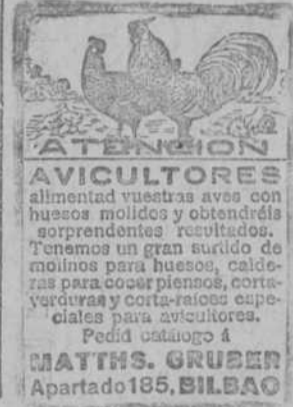 ATENCION
AVICULTORES
alimentad vuestras aves con
huesos molidos y obtendréis
sorprendentes resultados.
Tenemos un gran surtido de
molinos para huesos, calde-
ras para cocer piensos, corta-
verduras y corta-raíces espe-
ciales para avicultores.
Pedid catálogo á
MATTHS. GRUBER
Apartado 185, BILBAO